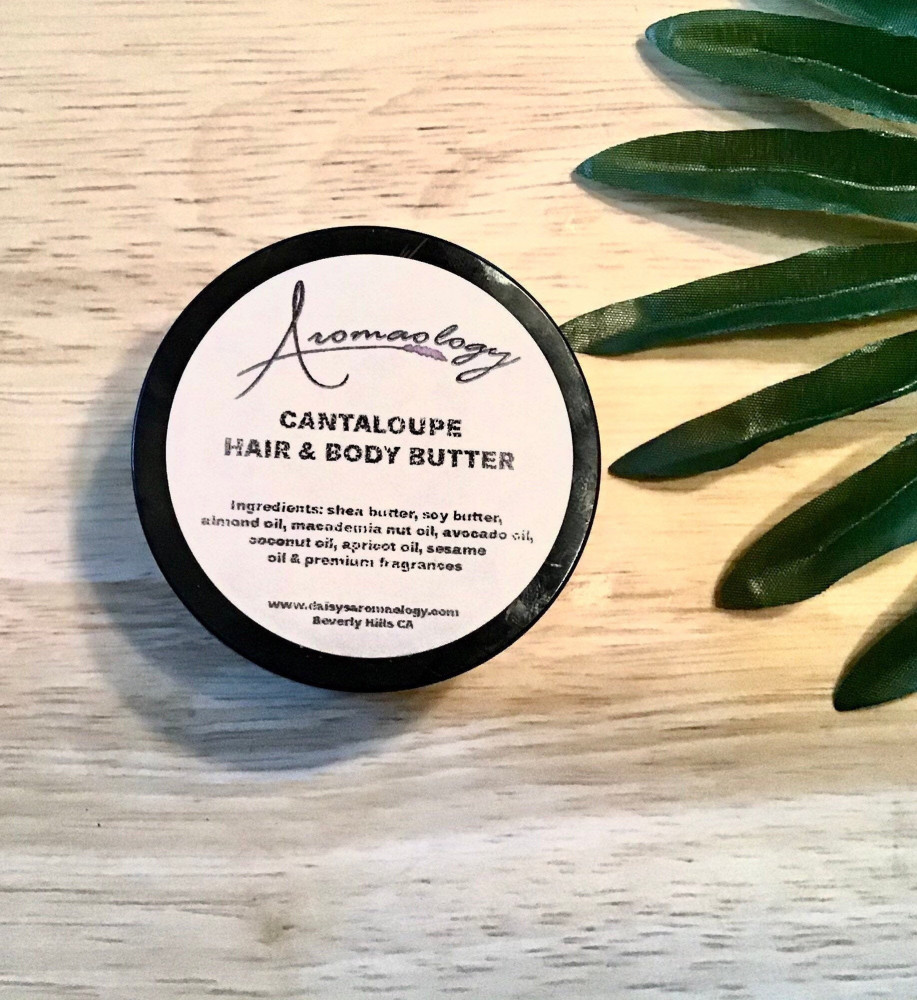 Aromaology
CANTALOUPE
HAIR & BODY BUTTER
Ingredients: shea butter, soy butter,
almond oil, macademia nut oil, avocado oil,
coconut oil, apricot oil, sesame
oil & premium fragrances
www.daisysaromaology.com
Beverly Hills CA